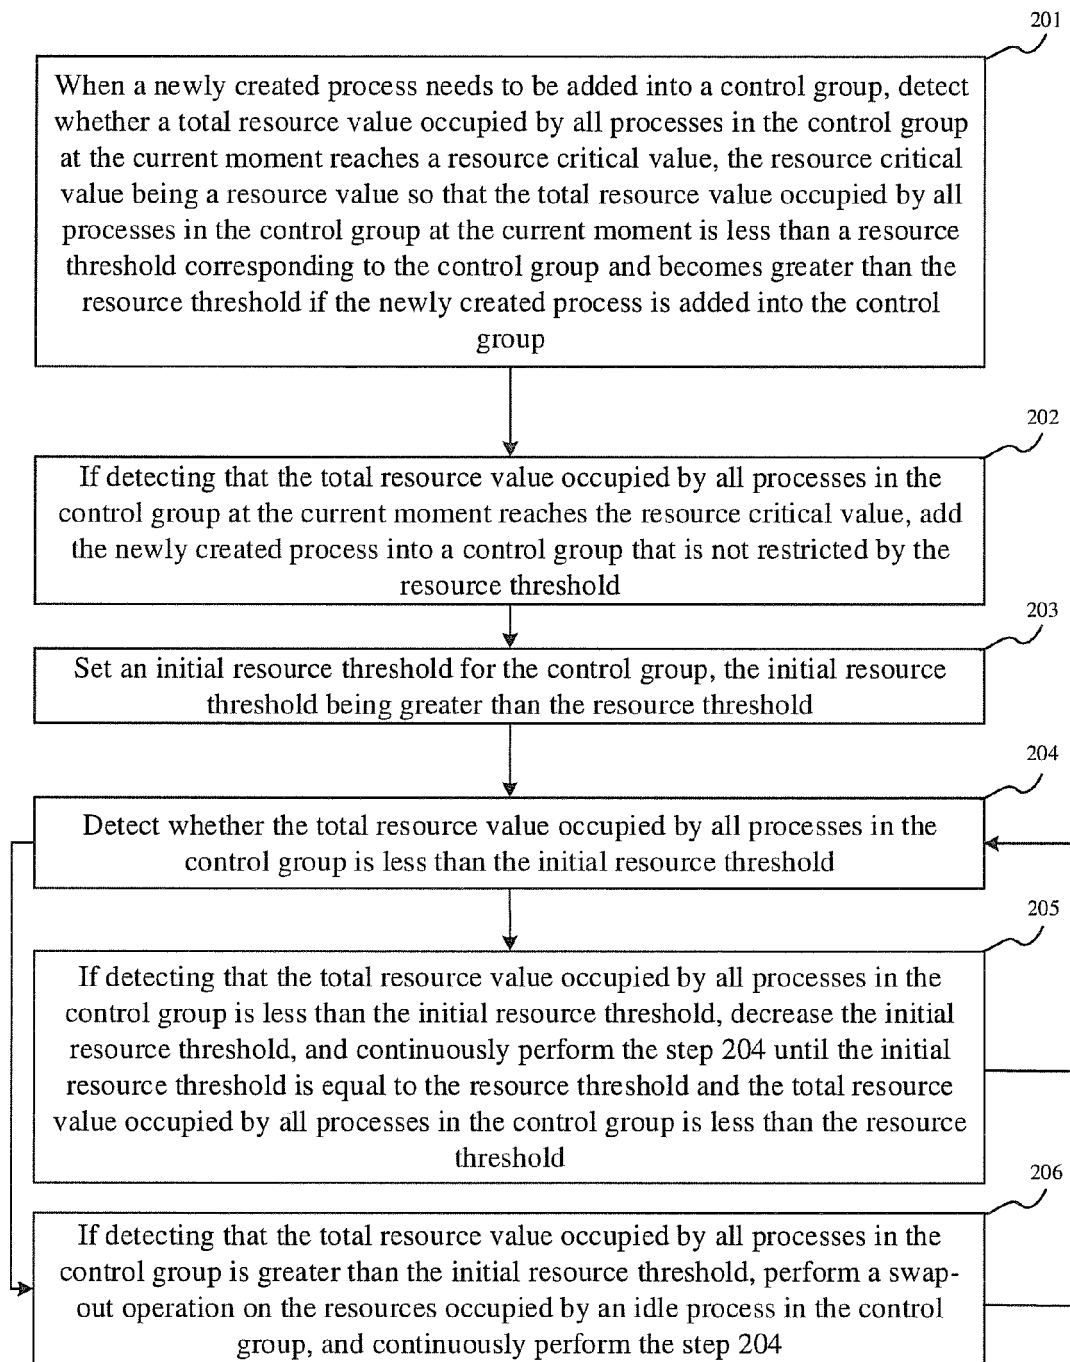 201
When a newly created process needs to be added into a control group, detect
whether a total resource value occupied by all processes in the control group
at the current moment reaches a resource critical value, the resource critical
value being a resource value so that the total resource value occupied by all
processes in the control group at the current moment is less than a resource
threshold corresponding to the control group and becomes greater than the
resource threshold if the newly created process is added into the control
group
202
If detecting that the total resource value occupied by all processes in the
control group at the current moment reaches the resource critical value, add
the newly created process into a control group that is not restricted by the
resource threshold
203
Set an initial resource threshold for the control group, the initial resource
threshold being greater than the resource threshold
204
Detect whether the total resource value occupied by all processes in the
control group is less than the initial resource threshold
205
If detecting that the total resource value occupied by all processes in the
control group is less than the initial resource threshold, decrease the initial
resource threshold, and continuously perform the step 204 until the initial
resource threshold is equal to the resource threshold and the total resource
value occupied by all processes in the control group is less than the resource
threshold
206
If detecting that the total resource value occupied by all processes in the
control group is greater than the initial resource threshold, perform a swap-
out operation on the resources occupied by an idle process in the control
group, and continuously perform the step 204